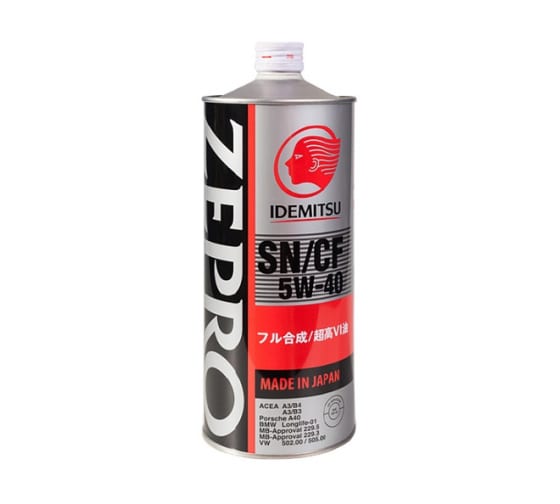 ZEPRO
IDEMITSU
SN/CF
5W-40
フル合成/超高VI油
MADE IN JAPAN
ACEA A3/B4
A3/B3
Porsche A40
BMW Longlife-01
MB-Approval 229.5
MB-Approval 229.3
VW 502.00 / 505.00